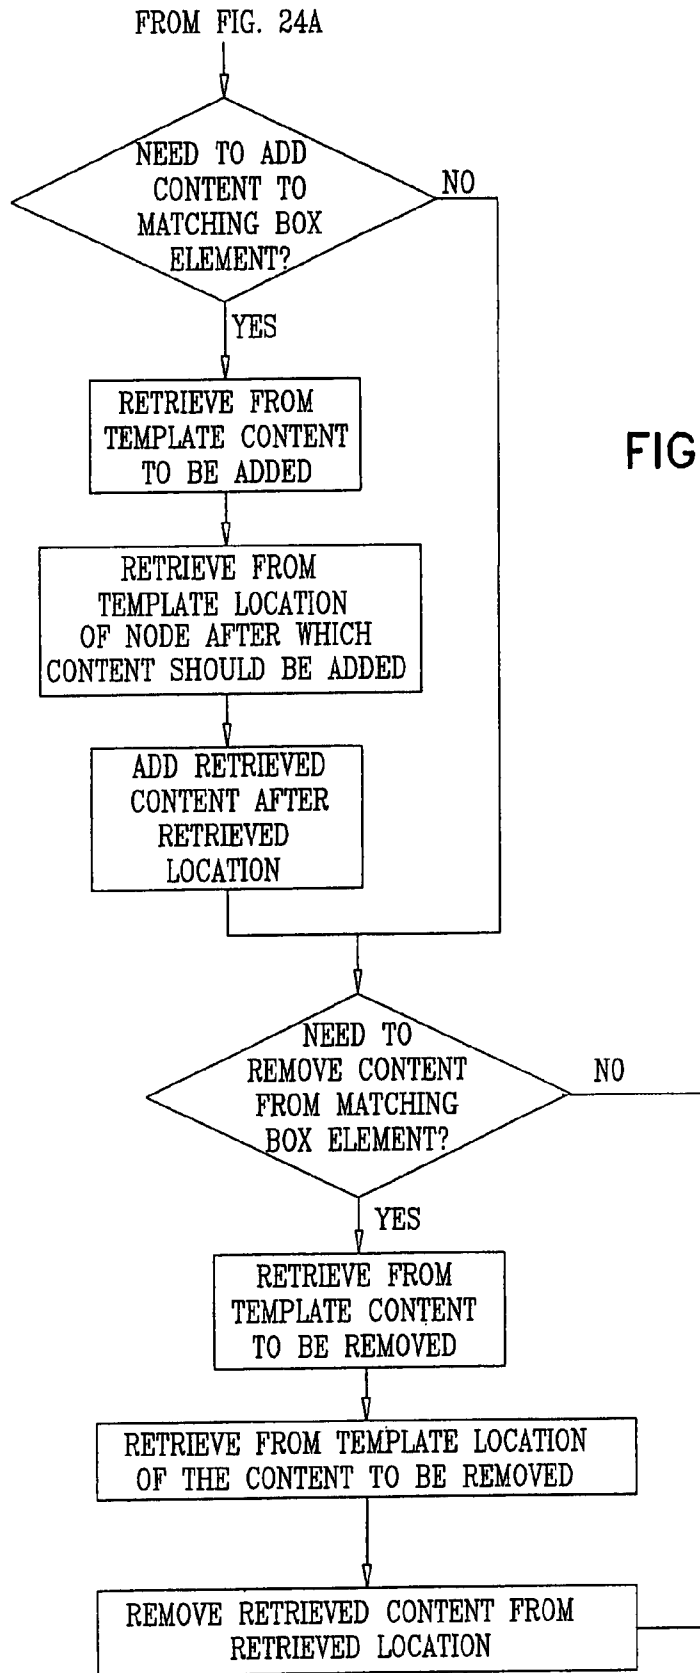 FROM FIG. 24A
NEED TO ADD
CONTENT TO
MATCHING BOX
ELEMENT?
NO
YES
RETRIEVE FROM
TEMPLATE CONTENT
TO BE ADDED
FIG
RETRIEVE FROM
TEMPLATE LOCATION
OF NODE AFTER WHICH
CONTENT SHOULD BE ADDED
ADD RETRIEVED
CONTENT AFTER
RETRIEVED
LOCATION
NEED TO
REMOVE CONTENT
FROM MATCHING
BOX ELEMENT?
NO
YES
RETRIEVE FROM
TEMPLATE CONTENT
TO BE REMOVED
RETRIEVE FROM TEMPLATE LOCATION
OF THE CONTENT TO BE REMOVED
REMOVE RETRIEVED CONTENT FROM
RETRIEVED LOCATION